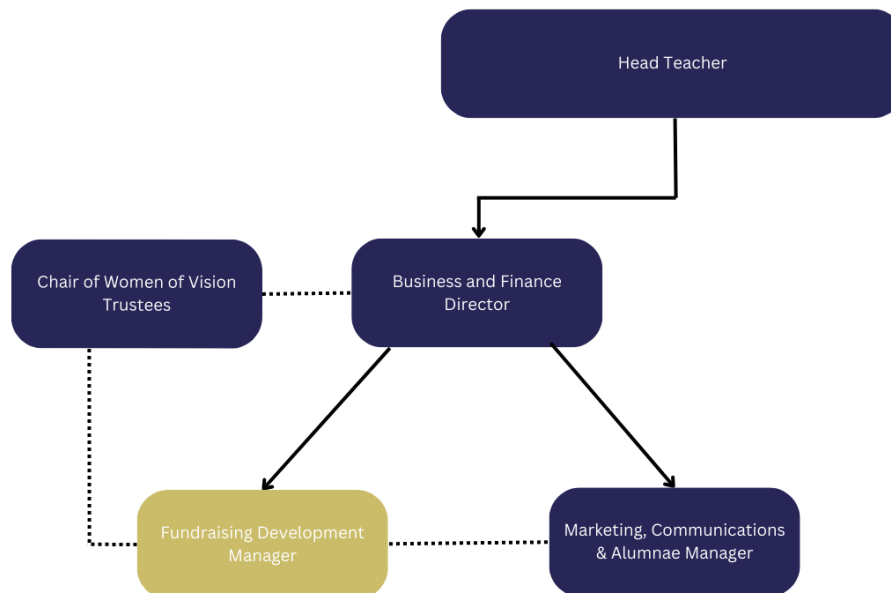 Head Teacher
Chair of Women of Vision
Trustees
Business and Finance
Director
Fundraising Development
Manager
Marketing, Communications
& Alumnae Manager